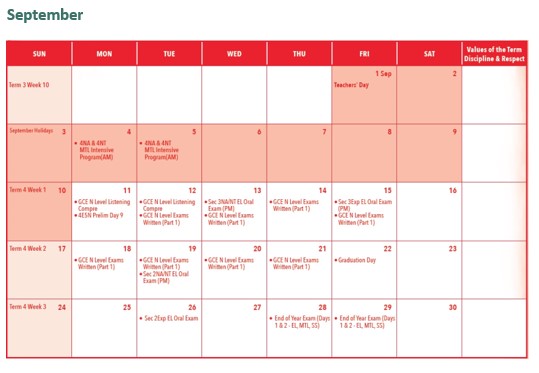 September
SUN MON TUE WED THU FRI SAT Values of the Term
Discipline & Respect
Term 3 Week 10
1 Sep
Teachers' Day
2
September Holidays 3
4
• 4NA & 4NT
MTL Intensive
Program(AM)
5
• 4NA & 4NT
MTL Intensive
Program(AM)
6
7
8
9
Term 4 Week 1 10
11
• GCE N Level Listening
Compre
• 4ESN Prelim Day 9
12
• GCE N Level Listening
Compre
• GCE N Level Exams
Written (Part 1)
13
• Sec 3NA/NT EL Oral
Exam (PM)
• GCE N Level Exams
Written (Part 1)
14
• GCE N Level Exams
Written (Part 1)
15
• Sec 3Exp EL Oral Exam
(PM)
• GCE N Level Exams
Written (Part 1)
16
Term 4 Week 2 17
18
• GCE N Level Exams
Written (Part 1)
19
• GCE N Level Exams
Written (Part 1)
• Sec 2NA/NT EL Oral
Exam (PM)
20
• GCE N Level Exams
Written (Part 1)
21
• GCE N Level Exams
Written (Part 1)
22
• Graduation Day
23
Term 4 Week 3 24
25
26
• Sec 2Exp EL Oral Exam
27
28
• End of Year Exam (Days
1 & 2 - EL, MTL, SS)
29
• End of Year Exam (Days
1 & 2 - EL, MTL, SS)
30